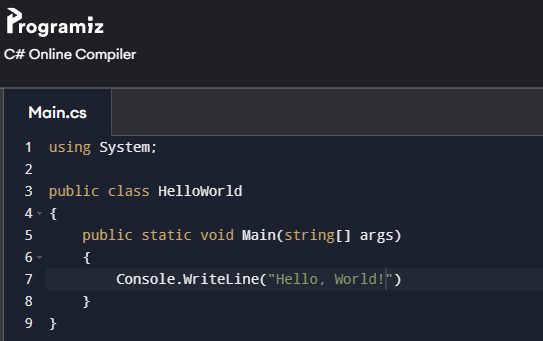 Programiz
C# Online Compiler
Main.cs
1 using System;
2
3 public class HelloWorld
4 {
5     public static void Main(string[] args)
6     {
7         Console.WriteLine("Hello, World!")
8     }
9 }